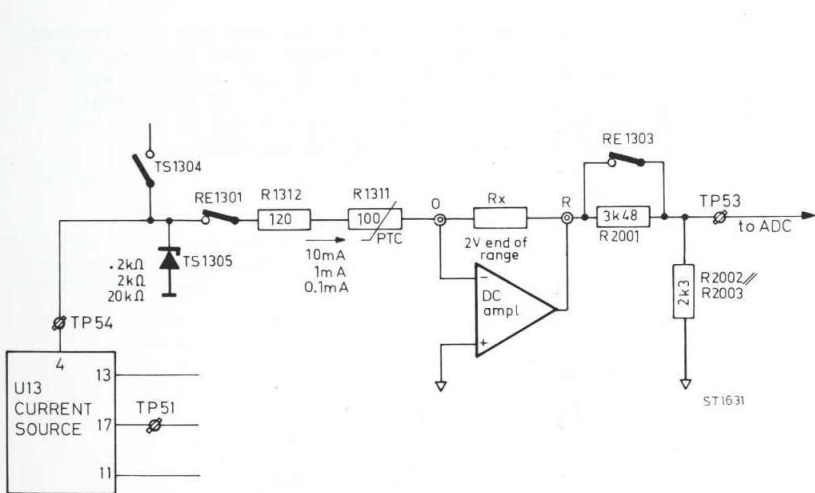 TS1304
RE1303
RE1301
R1312
R1311
O
Rx
R
TP53
120
100
PTC
3k48
R2001
to ADC
.2kΩ
2kΩ
20kΩ
TS1305
10mA
1mA
0.1mA
2V end of
range
−
DC
ampl
+
2k3
R2002//
R2003
TP54
4
13
U13
CURRENT
SOURCE
TP51
17
11
ST1631